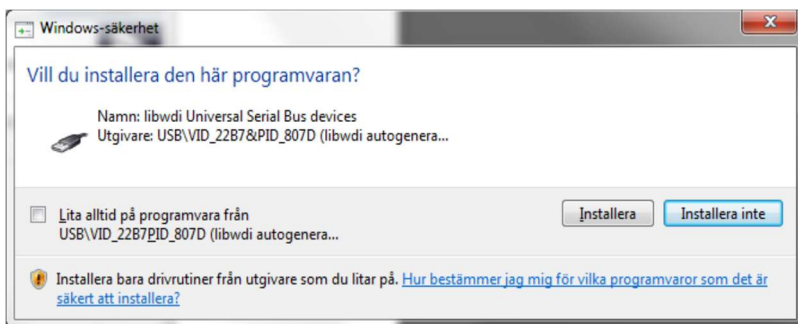 Windows-säkerhet
Vill du installera den här programvaran?
Namn: libwdi Universal Serial Bus devices
Utgivare: USB\VID_22B7&PID_807D (libwdi autogenera...
Lita alltid på programvara från
USB\VID_22B7PID_807D (libwdi autogenera...
Installera
Installera inte
Installera bara drivrutiner från utgivare som du litar på. Hur bestämmer jag mig för vilka programvaror som det är
säkert att installera?